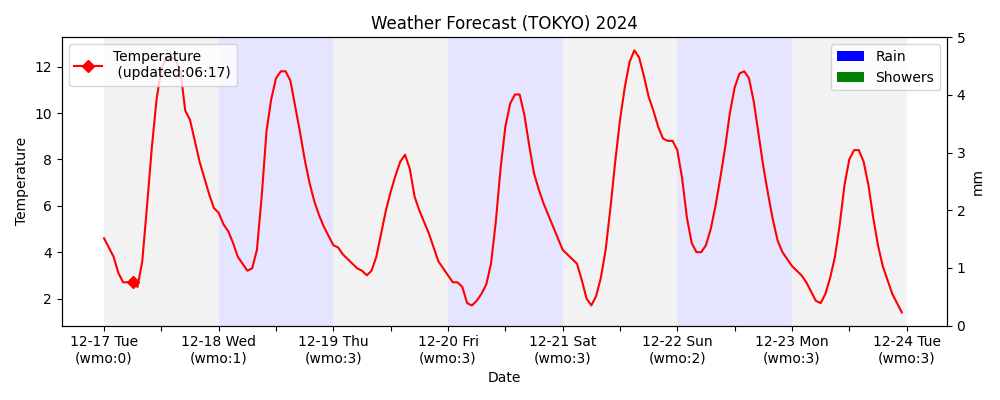 Weather Forecast (TOKYO) 2024
Temperature
(updated:06:17)
Rain
Showers
Temperature
12
10
8
6
4
2
5
4
3
2
1
0
mm
12-17 Tue
(wmo:0)
12-18 Wed
(wmo:1)
12-19 Thu
(wmo:3)
12-20 Fri
(wmo:3)
12-21 Sat
(wmo:3)
12-22 Sun
(wmo:2)
12-23 Mon
(wmo:3)
12-24 Tue
(wmo:3)
Date